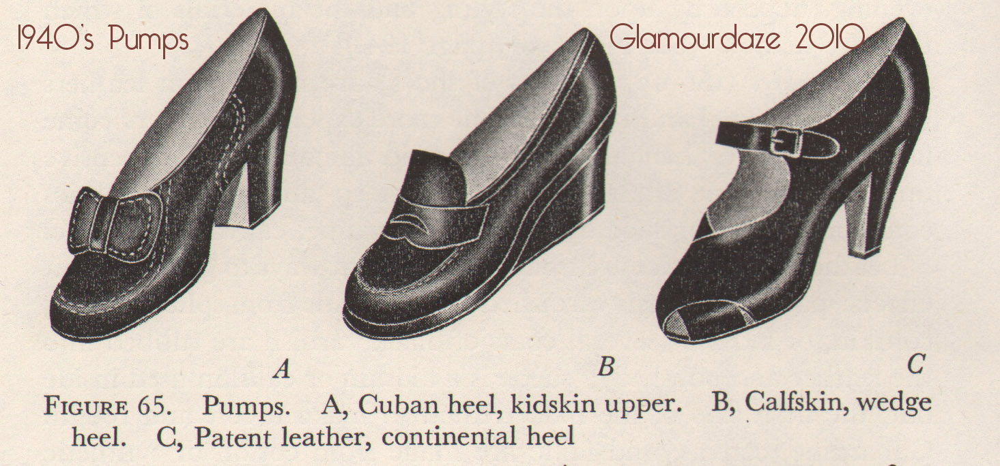 1940's Pumps
Glamourdaze 2010
A
B
C
FIGURE 65. Pumps. A, Cuban heel, kidskin upper. B, Calfskin, wedge
heel. C, Patent leather, continental heel